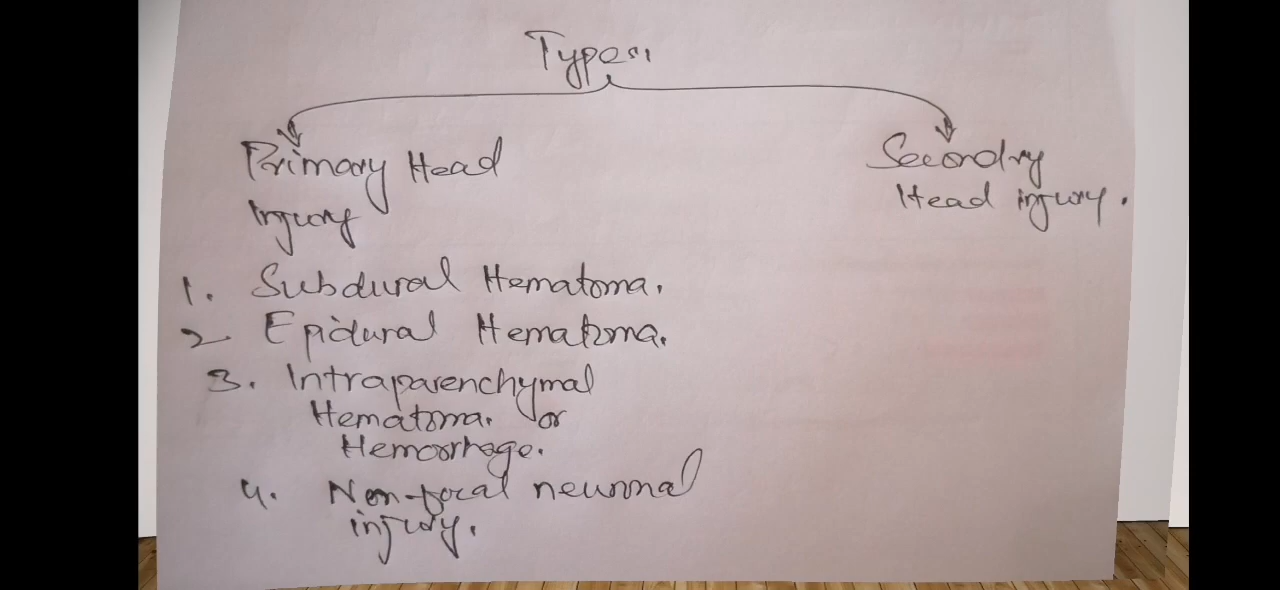 Types:
Primary Head
Injury
Secondry
Head injury.
1. Subdural Hematoma.
2. Epidural Hematoma.
3. Intraparenchymal
Hematoma. or
Hemorrhage.
4. Non-focal neuronal
injury.